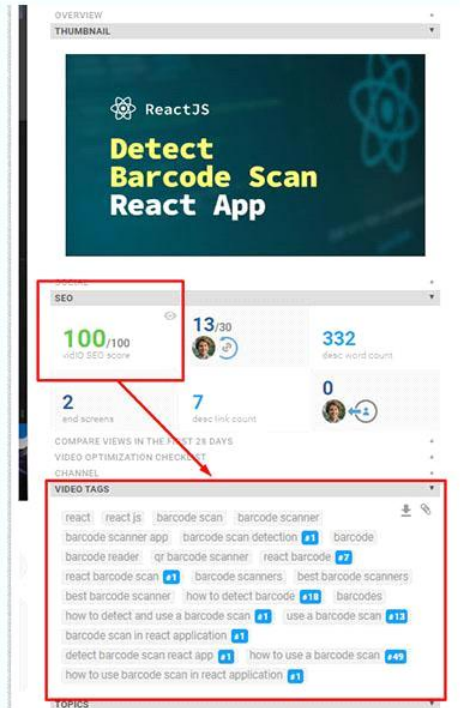 OVERVIEW
THUMBNAIL
ReactJS
Detect
Barcode Scan
React App
SOCIAL
SEO
100/100
vidIQ SEO score
13/30
332
desc word count
2
end screens
7
desc link count
0
COMPARE VIEWS IN THE FIRST 28 DAYS
VIDEO OPTIMIZATION CHECKLIST
CHANNEL
VIDEO TAGS
react react js barcode scan barcode scanner
barcode scanner app barcode scan detection #1 barcode
barcode reader qr barcode scanner react barcode #7
react barcode scan #1 barcode scanners best barcode scanners
best barcode scanner how to detect barcode #18 barcodes
how to detect and use a barcode scan #1 use a barcode scan #13
barcode scan in react application #1
detect barcode scan react app #1 how to use a barcode scan #49
how to use barcode scan in react application #1
TOPICS